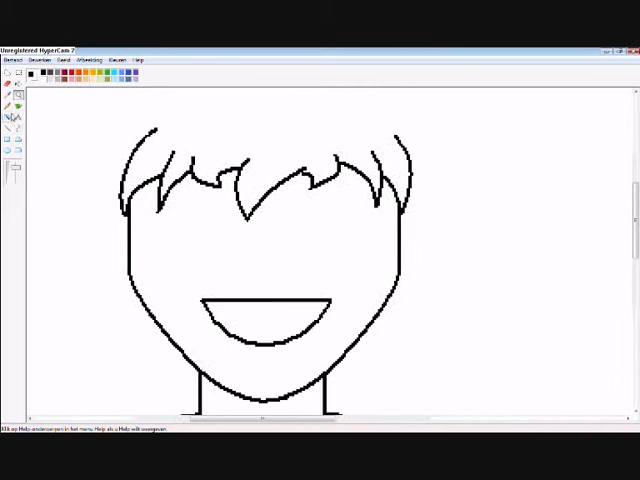 Unregistered HyperCam 2
Bestand Bewerken Beeld Afbeelding Kleuren Help
Klik op Help-onderwerpen in het menu Help als u Help wilt weergeven.